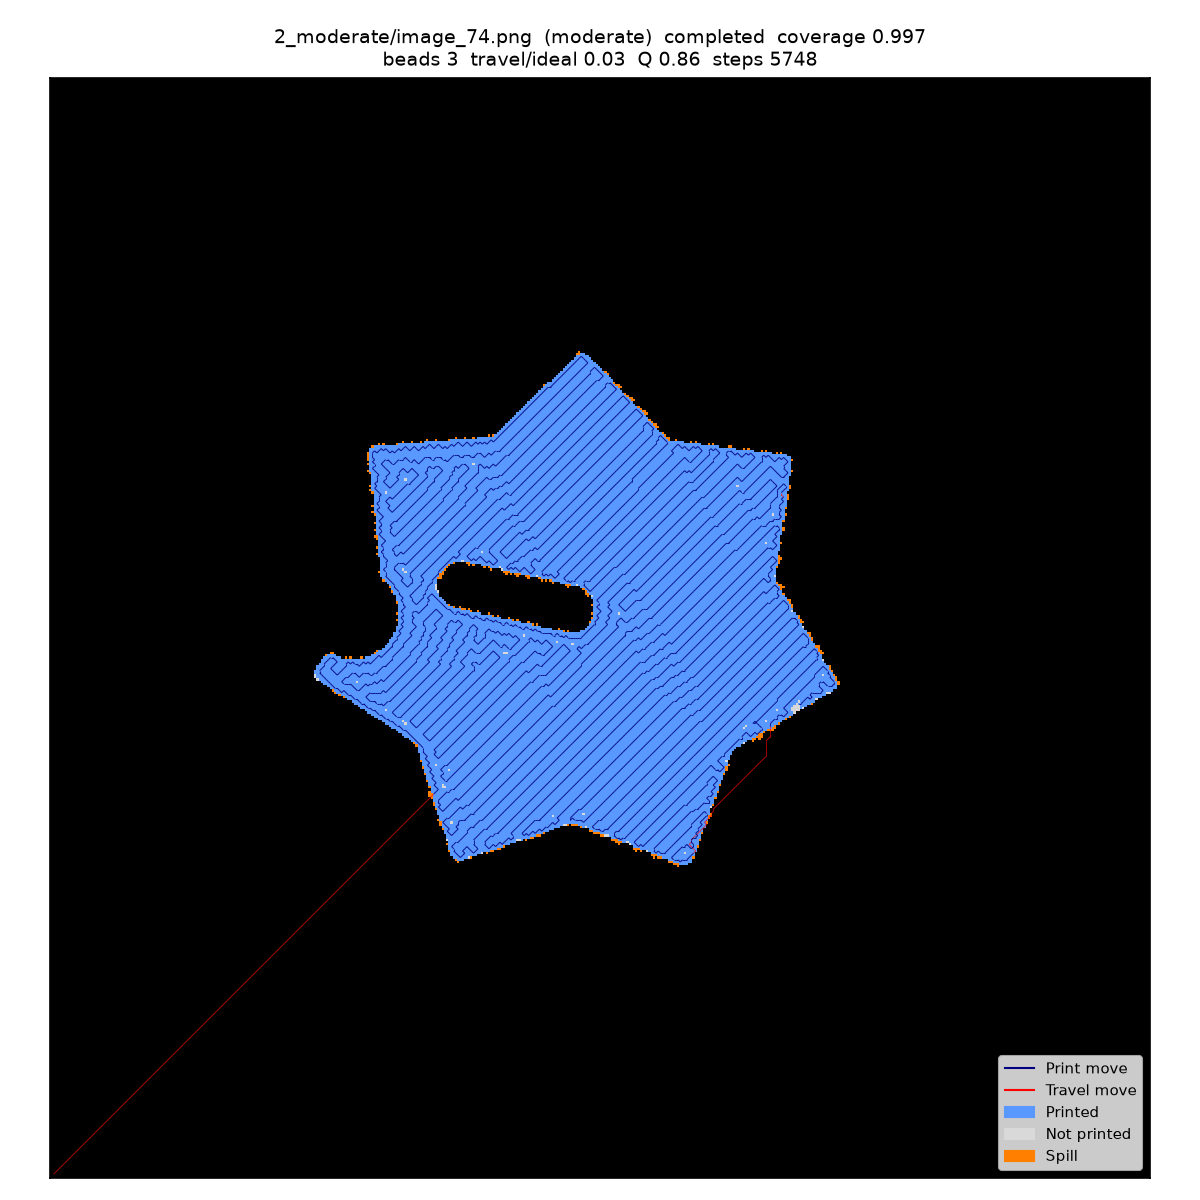 2_moderate/image_74.png  (moderate)  completed  coverage 0.997
beads 3  travel/ideal 0.03  Q 0.86  steps 5748
Print move
Travel move
Printed
Not printed
Spill